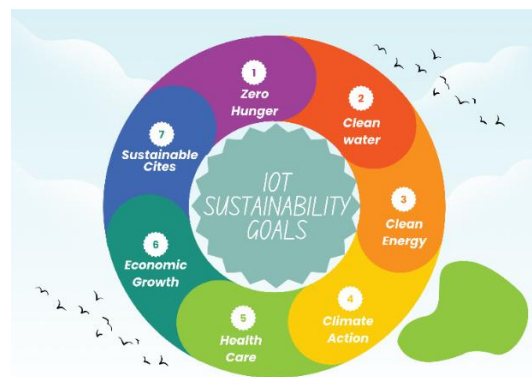 IOT
SUSTAINABILITY
GOALS
1
Zero
Hunger
2
Clean
water
3
Clean
Energy
4
Climate
Action
5
Health
Care
6
Economic
Growth
7
Sustainable
Cites